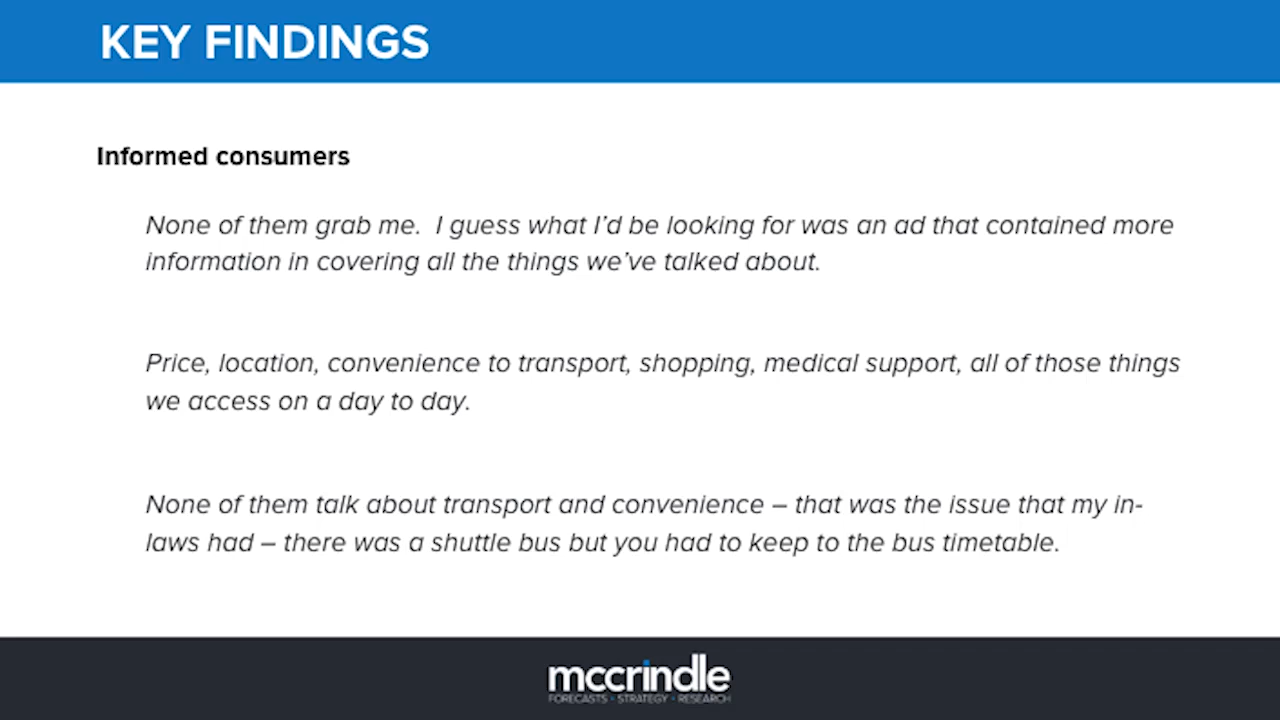 KEY FINDINGS
Informed consumers
None of them grab me.  I guess what I’d be looking for was an ad that contained more
information in covering all the things we’ve talked about.
Price, location, convenience to transport, shopping, medical support, all of those things
we access on a day to day.
None of them talk about transport and convenience – that was the issue that my in-
laws had – there was a shuttle bus but you had to keep to the bus timetable.
mccrindle
FORECASTS • STRATEGY • RESEARCH